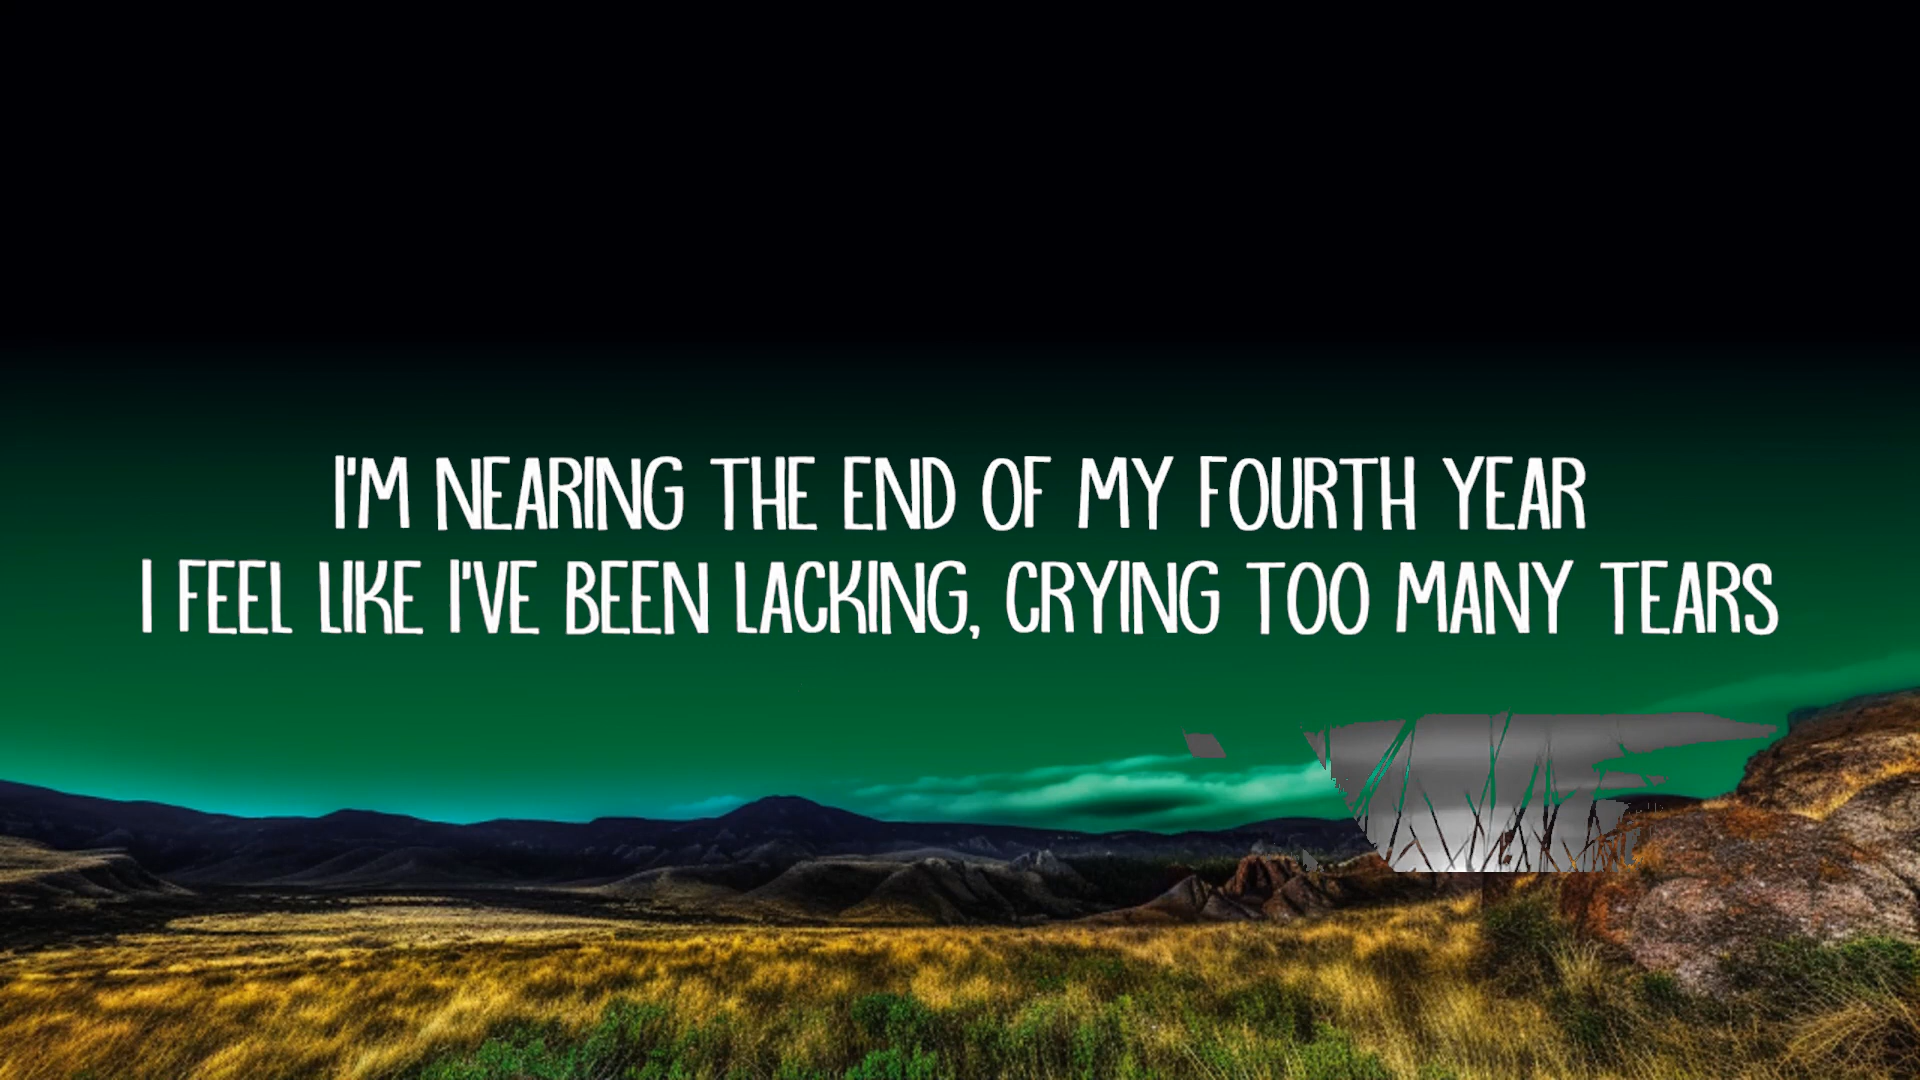 I'M NEARING THE END OF MY FOURTH YEAR
I FEEL LIKE I'VE BEEN LACKING, CRYING TOO MANY TEARS